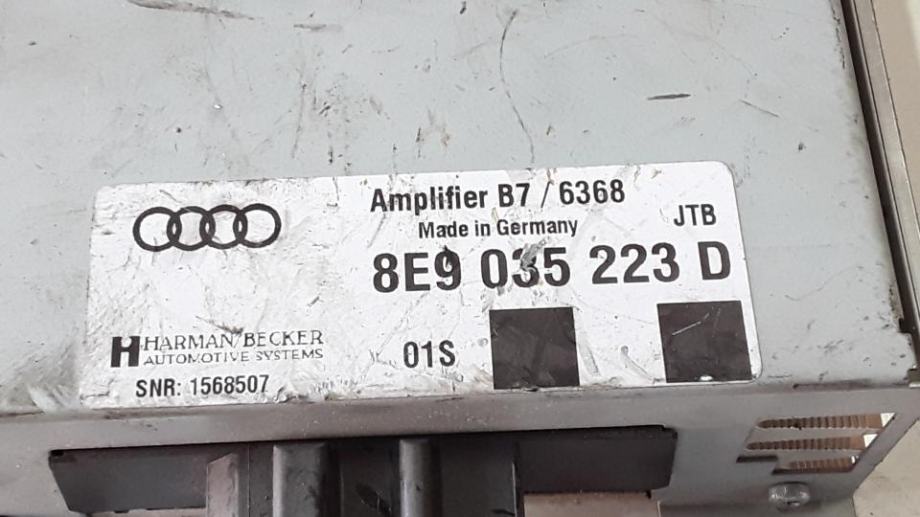 Amplifier B7 / 6368
Made in Germany
JTB
8E9 035 223 D
HARMAN/BECKER
AUTOMOTIVE SYSTEMS
01S
SNR: 1568507